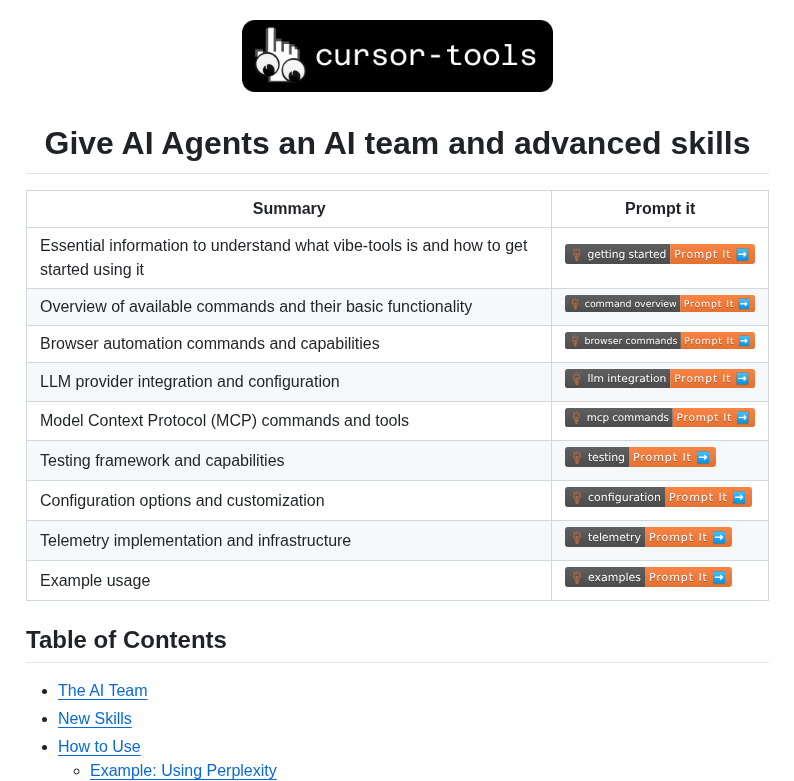 cursor-tools
Give AI Agents an AI team and advanced skills
Summary Prompt it
Essential information to understand what vibe-tools is and how to get
started using it
getting started Prompt It
Overview of available commands and their basic functionality command overview Prompt It
Browser automation commands and capabilities browser commands Prompt It
LLM provider integration and configuration llm integration Prompt It
Model Context Protocol (MCP) commands and tools mcp commands Prompt It
Testing framework and capabilities testing Prompt It
Configuration options and customization configuration Prompt It
Telemetry implementation and infrastructure telemetry Prompt It
Example usage examples Prompt It
Table of Contents
The AI Team
New Skills
How to Use
Example: Using Perplexity